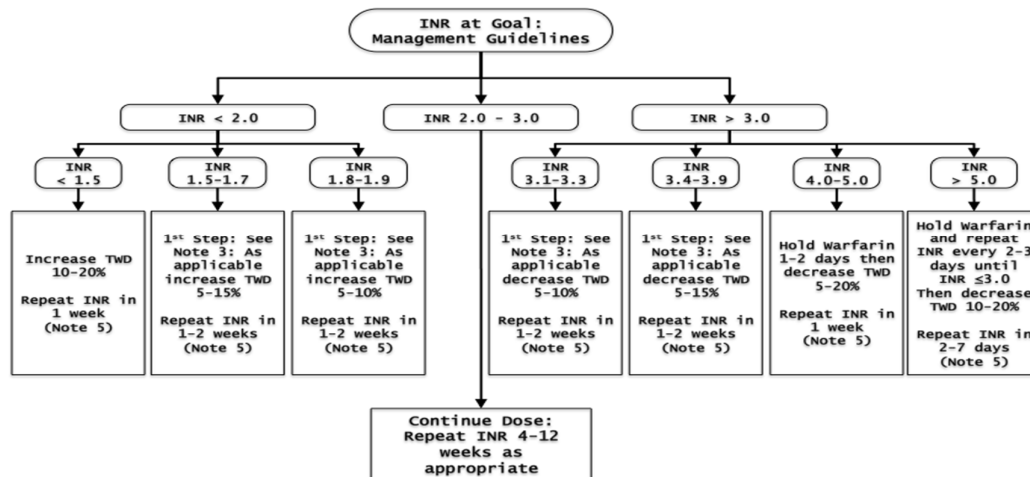 INR at Goal:
Management Guidelines
INR < 2.0
INR 2.0 - 3.0
INR > 3.0
INR
< 1.5
INR
1.5-1.7
INR
1.8-1.9
INR
3.1-3.3
INR
3.4-3.9
INR
4.0-5.0
INR
> 5.0
Increase TWD
10-20%
Repeat INR in
1 week
(Note 5)
1st Step: See
Note 3: As
applicable
increase TWD
5-15%
Repeat INR in
1-2 weeks
(Note 5)
1st Step: See
Note 3: As
applicable
increase TWD
5-10%
Repeat INR in
1-2 weeks
(Note 5)
1st Step: See
Note 3: As
applicable
decrease TWD
5-10%
Repeat INR in
1-2 weeks
(Note 5)
1st Step: See
Note 3: As
applicable
decrease TWD
5-15%
Repeat INR in
1-2 weeks
(Note 5)
Hold Warfarin
1-2 days then
decrease TWD
5-20%
Repeat INR in
1 week
(Note 5)
Hold Warfarin
and repeat
INR every 2-3
days until
INR ≤3.0
Then decrease
TWD 10-20%
Repeat INR in
2-7 days
(Note 5)
Continue Dose:
Repeat INR 4-12
weeks as
appropriate